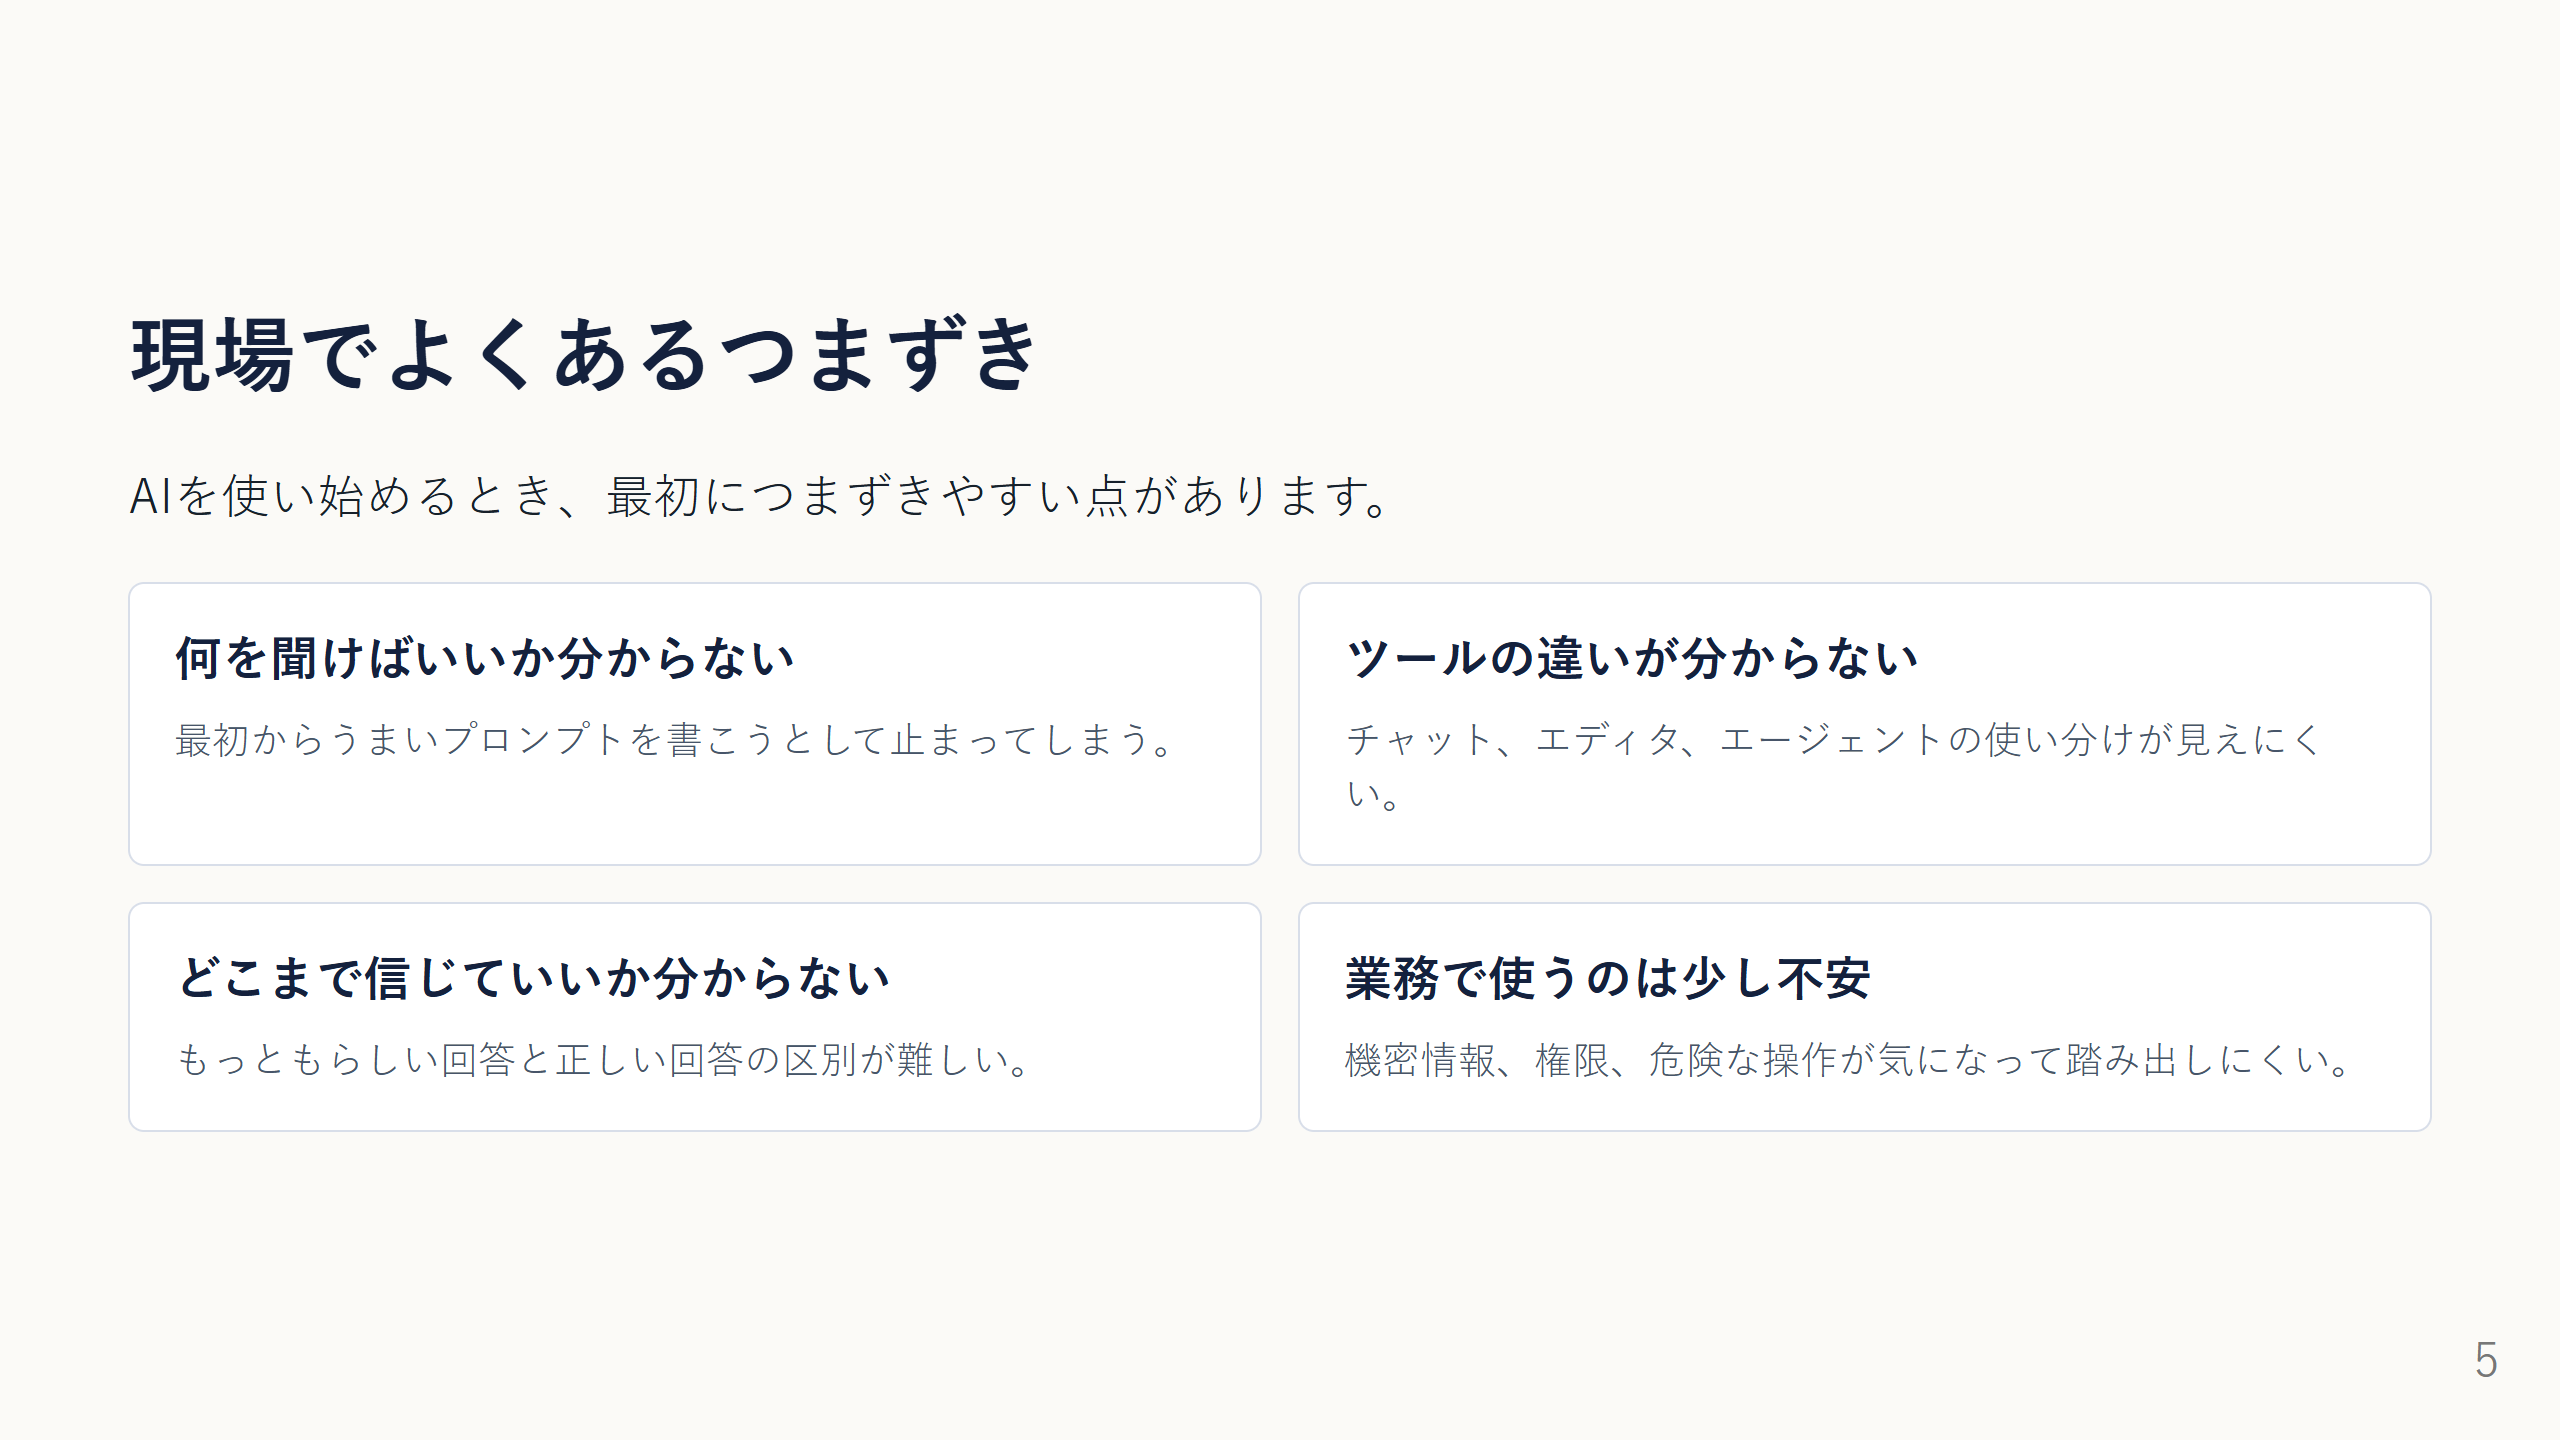 現場でよくあるつまずき
AIを使い始めるとき、最初につまずきやすい点があります。
何を聞けばいいか分からない
最初からうまいプロンプトを書こうとして止まってしまう。
ツールの違いが分からない
チャット、エディタ、エージェントの使い分けが見えにく
い。
どこまで信じていいか分からない
もっともらしい回答と正しい回答の区別が難しい。
業務で使うのは少し不安
機密情報、権限、危険な操作が気になって踏み出しにくい。
5